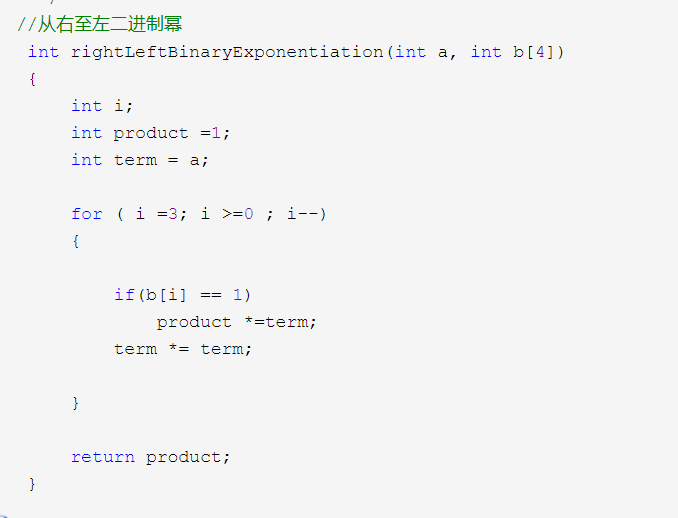 //从右至左二进制幂
int rightLeftBinaryExponentiation(int a, int b[4])
{
int i;
int product =1;
int term = a;
for ( i =3; i >=0 ; i--)
{
if(b[i] == 1)
product *=term;
term *= term;
}
return product;
}